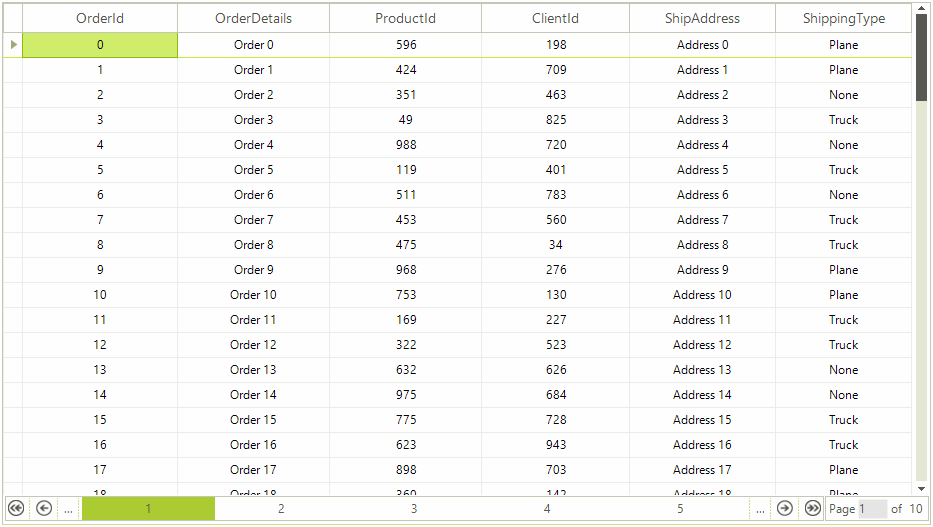 OrderId OrderDetails ProductId ClientId ShipAddress ShippingType
0 Order 0 596 198 Address 0 Plane
1 Order 1 424 709 Address 1 Plane
2 Order 2 351 463 Address 2 None
3 Order 3 49 825 Address 3 Truck
4 Order 4 988 720 Address 4 None
5 Order 5 119 401 Address 5 Truck
6 Order 6 511 783 Address 6 None
7 Order 7 453 560 Address 7 Truck
8 Order 8 475 34 Address 8 Truck
9 Order 9 968 276 Address 9 Plane
10 Order 10 753 130 Address 10 Plane
11 Order 11 169 227 Address 11 Truck
12 Order 12 322 523 Address 12 Truck
13 Order 13 632 626 Address 13 None
14 Order 14 975 684 Address 14 None
15 Order 15 775 728 Address 15 Truck
16 Order 16 623 943 Address 16 Truck
17 Order 17 898 703 Address 17 Plane
18 Order 18 360 142 Address 18 Plane
... 1 2 3 4 5 ... Page 1 of 10